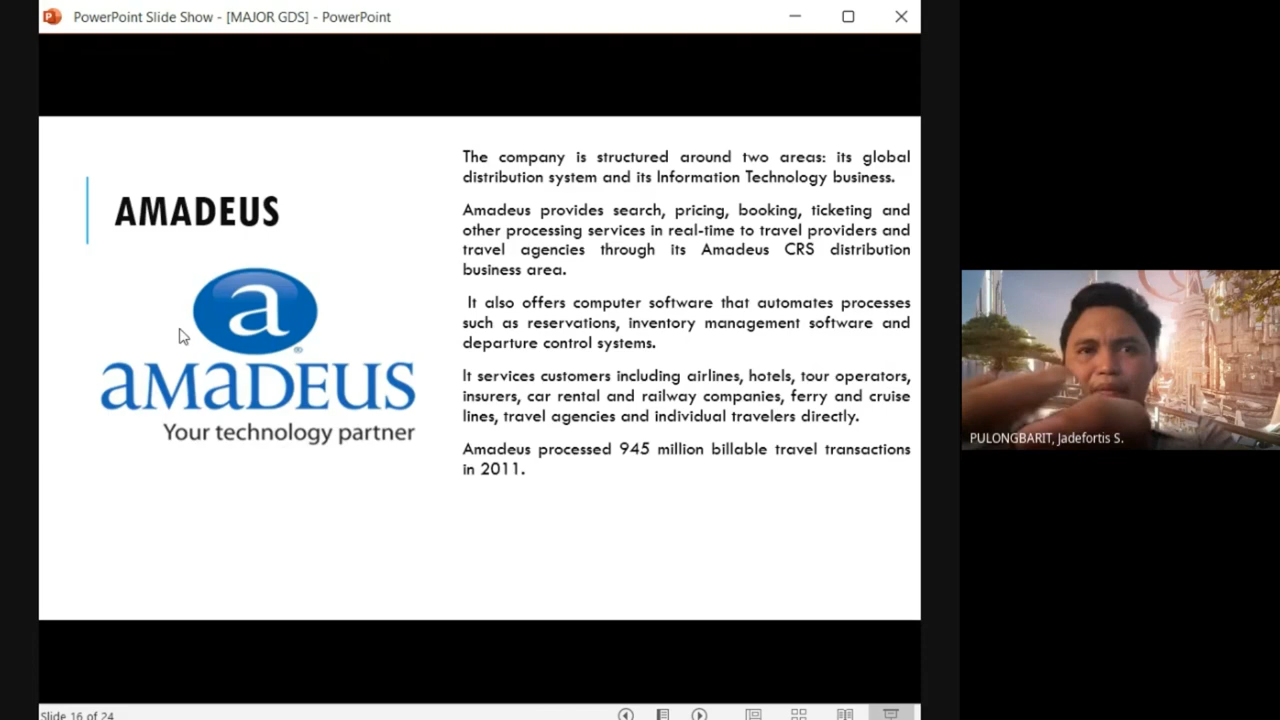 PowerPoint Slide Show - [MAJOR GDS] - PowerPoint
AMADEUS
a
amaDEUS
Your technology partner
The company is structured around two areas: its global
distribution system and its Information Technology business.
Amadeus provides search, pricing, booking, ticketing and
other processing services in real-time to travel providers and
travel agencies through its Amadeus CRS distribution
business area.
It also offers computer software that automates processes
such as reservations, inventory management software and
departure control systems.
It services customers including airlines, hotels, tour operators,
insurers, car rental and railway companies, ferry and cruise
lines, travel agencies and individual travelers directly.
Amadeus processed 945 million billable travel transactions
in 2011.
PULONGBARIT, Jadefortis S.
Slide 16 of 24